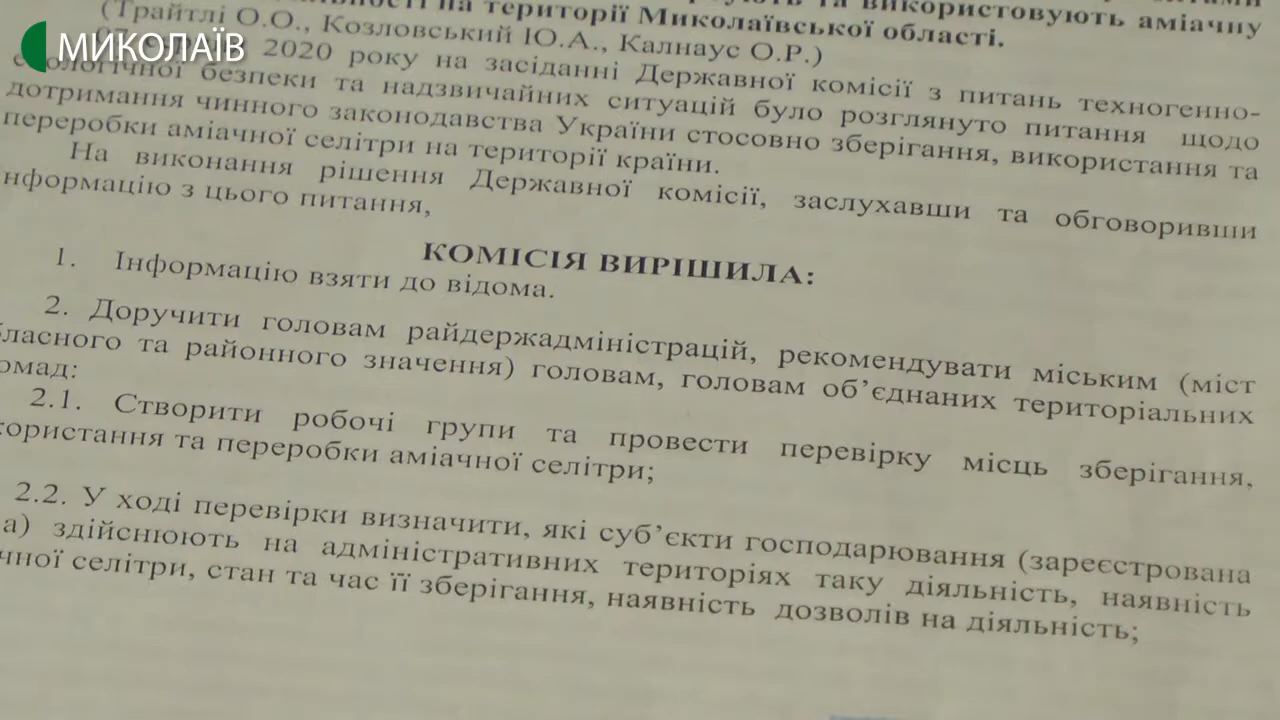 МИКОЛАЇВ
та використовують аміачну
на території Миколаївської області.
(Трайтлі О.О., Козловський Ю.А., Калнаус О.Р.)
2020 року на засіданні Державної комісії з питань техногенно-
екологічної безпеки та надзвичайних ситуацій було розглянуто питання щодо
дотримання чинного законодавства України стосовно зберігання, використання та
переробки аміачної селітри на території країни.
На виконання рішення Державної комісії, заслухавши та обговоривши
інформацію з цього питання,
КОМІСІЯ ВИРІШИЛА:
1. Інформацію взяти до відома.
2. Доручити головам райдержадміністрацій, рекомендувати міським (міст
бласного та районного значення) головам, головам об’єднаних територіальних
омад:
2.1. Створити робочі групи та провести перевірку місць зберігання,
користання та переробки аміачної селітри;
2.2. У ході перевірки визначити, які суб’єкти господарювання (зареєстрована
а) здійснюють на адміністративних територіях таку діяльність, наявність
чної селітри, стан та час її зберігання, наявність дозволів на діяльність;